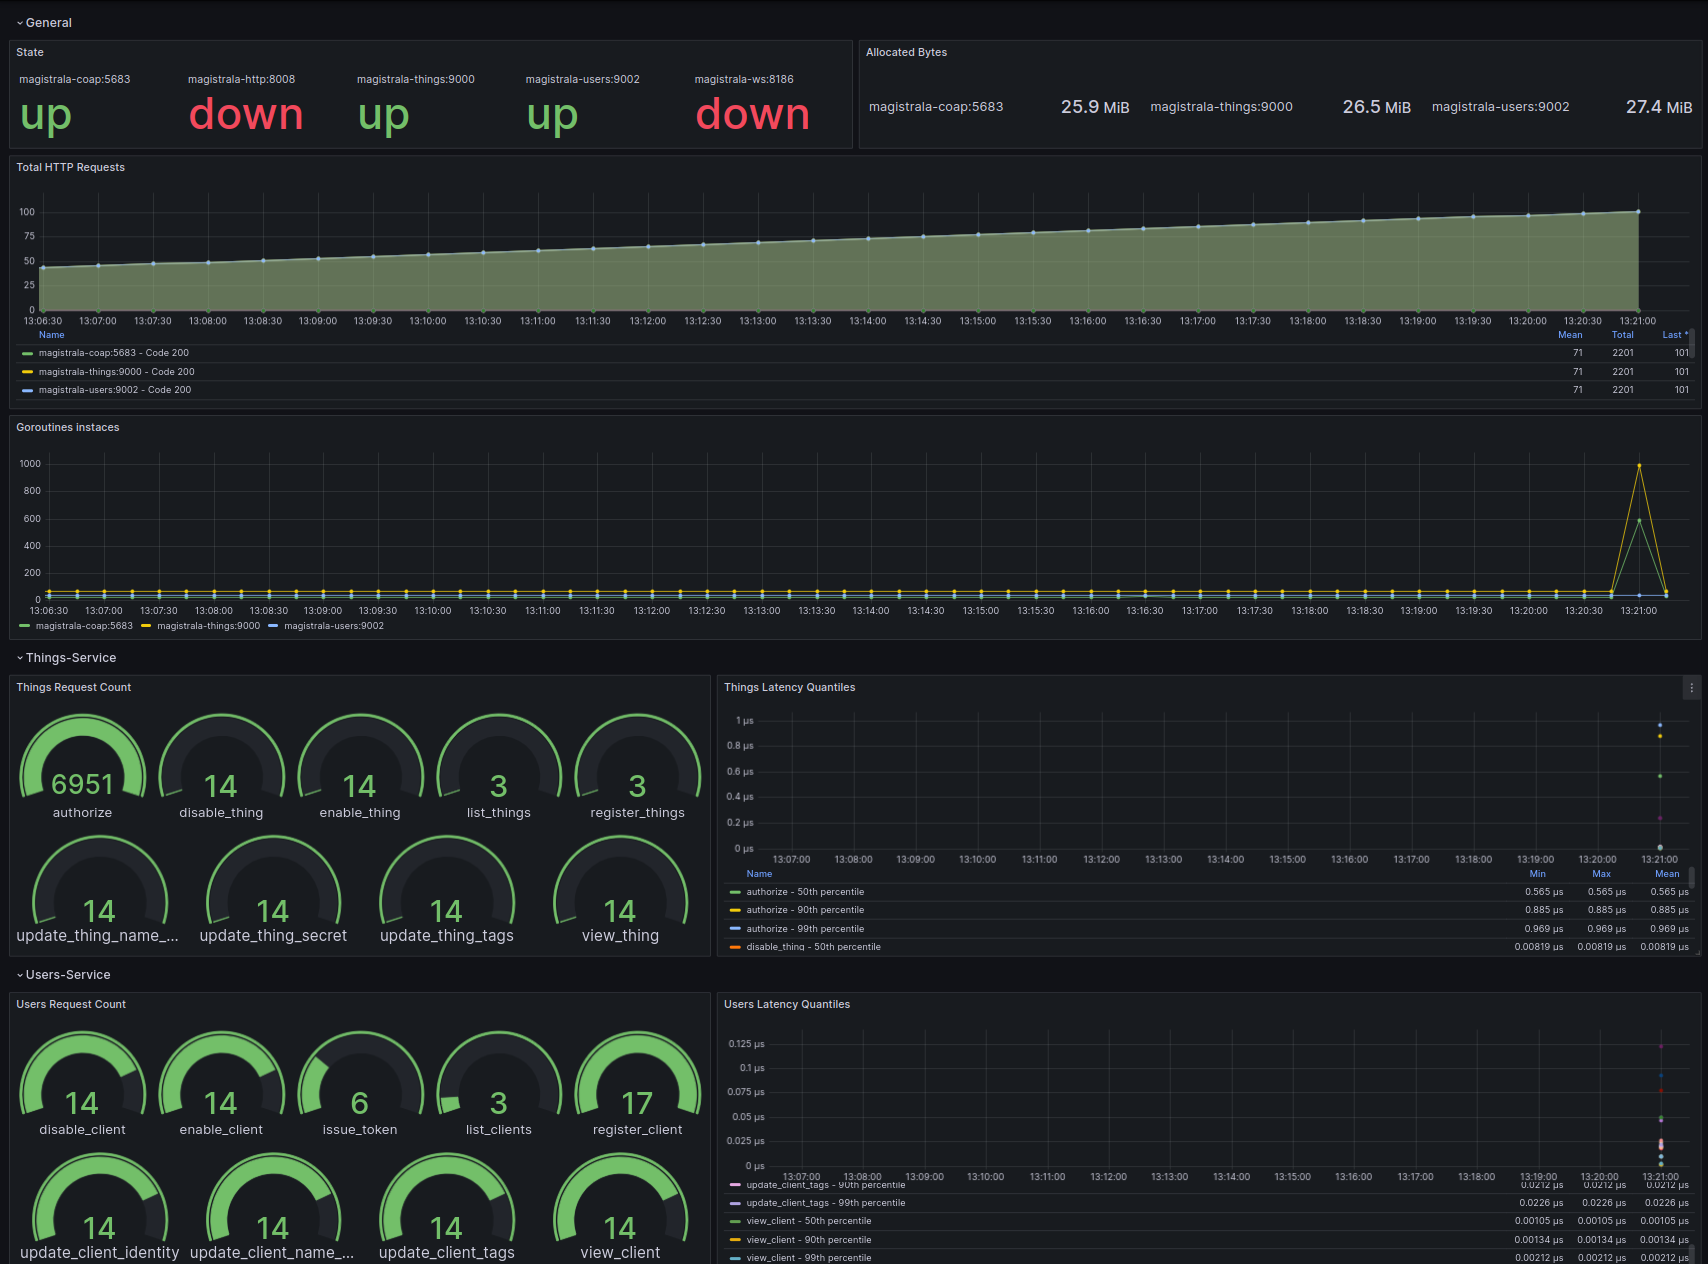 General
State
magistrala-coap:5683 magistrala-http:8008 magistrala-things:9000 magistrala-users:9002 magistrala-ws:8186
up down up up down
Allocated Bytes
magistrala-coap:5683 25.9 MiB magistrala-things:9000 26.5 MiB magistrala-users:9002 27.4 MiB
Total HTTP Requests
100
75
50
25
0
13:06:30 13:07:00 13:07:30 13:08:00 13:08:30 13:09:00 13:09:30 13:10:00 13:10:30 13:11:00 13:11:30 13:12:00 13:12:30 13:13:00 13:13:30 13:14:00 13:14:30 13:15:00 13:15:30 13:16:00 13:16:30 13:17:00 13:17:30 13:18:00 13:18:30 13:19:00 13:19:30 13:20:00 13:20:30 13:21:00
Name Mean Total Last *
magistrala-coap:5683 - Code 200 71 2201 101
magistrala-things:9000 - Code 200 71 2201 101
magistrala-users:9002 - Code 200 71 2201 101
Goroutines instaces
1000
800
600
400
200
0
13:06:30 13:07:00 13:07:30 13:08:00 13:08:30 13:09:00 13:09:30 13:10:00 13:10:30 13:11:00 13:11:30 13:12:00 13:12:30 13:13:00 13:13:30 13:14:00 13:14:30 13:15:00 13:15:30 13:16:00 13:16:30 13:17:00 13:17:30 13:18:00 13:18:30 13:19:00 13:19:30 13:20:00 13:20:30 13:21:00
magistrala-coap:5683 magistrala-things:9000 magistrala-users:9002
Things-Service
Things Request Count
6951 14 14 3 3
authorize disable_thing enable_thing list_things register_things
14 14 14 14
update_thing_name_... update_thing_secret update_thing_tags view_thing
Things Latency Quantiles
1 µs
0.8 µs
0.6 µs
0.4 µs
0.2 µs
0 µs
13:07:00 13:08:00 13:09:00 13:10:00 13:11:00 13:12:00 13:13:00 13:14:00 13:15:00 13:16:00 13:17:00 13:18:00 13:19:00 13:20:00 13:21:00
Name Min Max Mean
authorize - 50th percentile 0.565 µs 0.565 µs 0.565 µs
authorize - 90th percentile 0.885 µs 0.885 µs 0.885 µs
authorize - 99th percentile 0.969 µs 0.969 µs 0.969 µs
disable_thing - 50th percentile 0.00819 µs 0.00819 µs 0.00819 µs
Users-Service
Users Request Count
14 14 6 3 17
disable_client enable_client issue_token list_clients register_client
14 14 14 14
update_client_identity update_client_name_... update_client_tags view_client
Users Latency Quantiles
0.125 µs
0.1 µs
0.075 µs
0.05 µs
0.025 µs
0 µs
13:07:00 13:08:00 13:09:00 13:10:00 13:11:00 13:12:00 13:13:00 13:14:00 13:15:00 13:16:00 13:17:00 13:18:00 13:19:00 13:20:00 13:21:00
update_client_tags - 90th percentile 0.0212 µs 0.0212 µs 0.0212 µs
update_client_tags - 99th percentile 0.0226 µs 0.0226 µs 0.0226 µs
view_client - 50th percentile 0.00105 µs 0.00105 µs 0.00105 µs
view_client - 90th percentile 0.00134 µs 0.00134 µs 0.00134 µs
view_client - 99th percentile 0.00212 µs 0.00212 µs 0.00212 µs